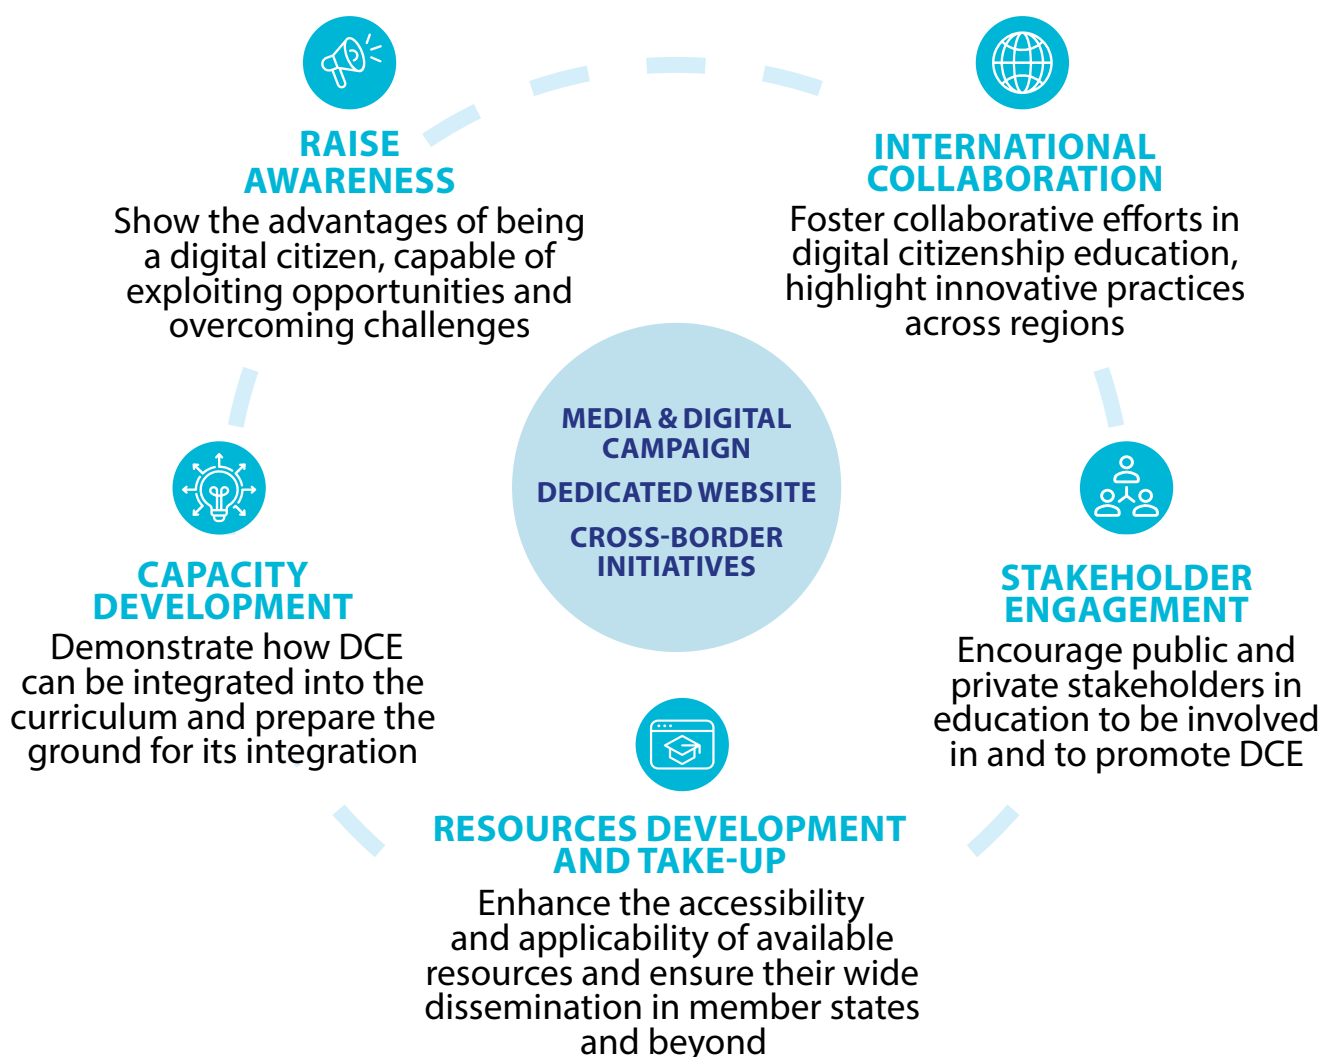 RAISE
AWARENESS
Show the advantages of being
a digital citizen, capable of
exploiting opportunities and
overcoming challenges
INTERNATIONAL
COLLABORATION
Foster collaborative efforts in
digital citizenship education,
highlight innovative practices
across regions
MEDIA & DIGITAL
CAMPAIGN
DEDICATED WEBSITE
CROSS-BORDER
INITIATIVES
CAPACITY
DEVELOPMENT
Demonstrate how DCE
can be integrated into the
curriculum and prepare the
ground for its integration
STAKEHOLDER
ENGAGEMENT
Encourage public and
private stakeholders in
education to be involved
in and to promote DCE
RESOURCES DEVELOPMENT
AND TAKE-UP
Enhance the accessibility
and applicability of available
resources and ensure their wide
dissemination in member states
and beyond